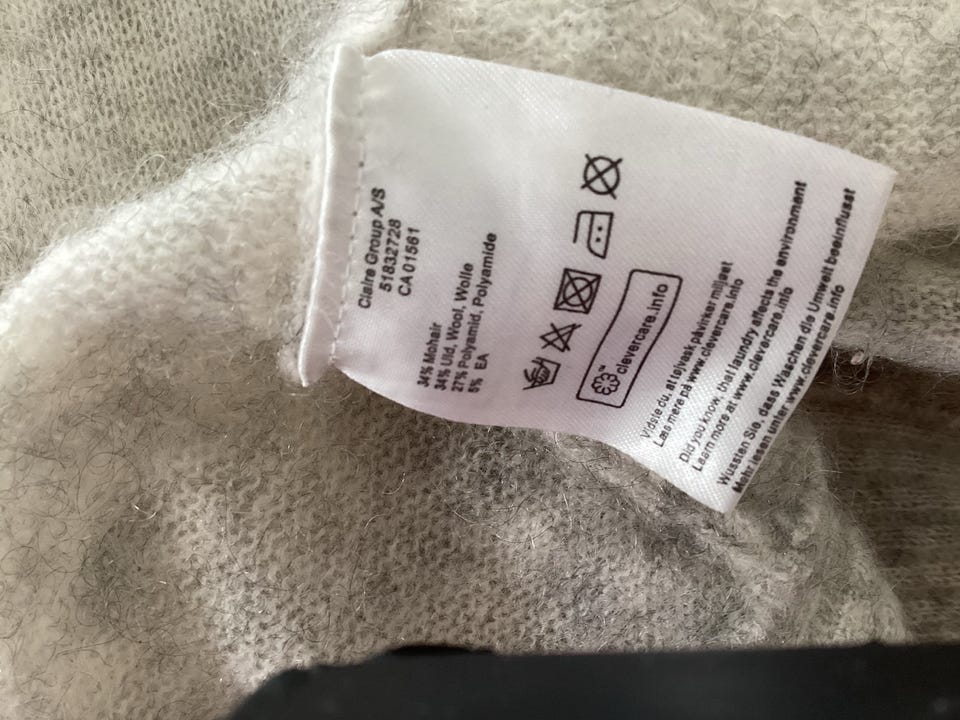 Claire Group A/S
51832728
CA01561
34% Mohair
34% Uld, Wool, Wolle
27% Polyamid, Polyamide
5% EA
clevercare.info
Vidste du, at tøjvask påvirker miljøet
Læs mere på www.clevercare.info
Did you know, that laundry affects the environment
Learn more at www.clevercare.info
Wussten Sie, dass Waschen die Umwelt beeinflusst
Mehr lesen unter www.clevercare.info